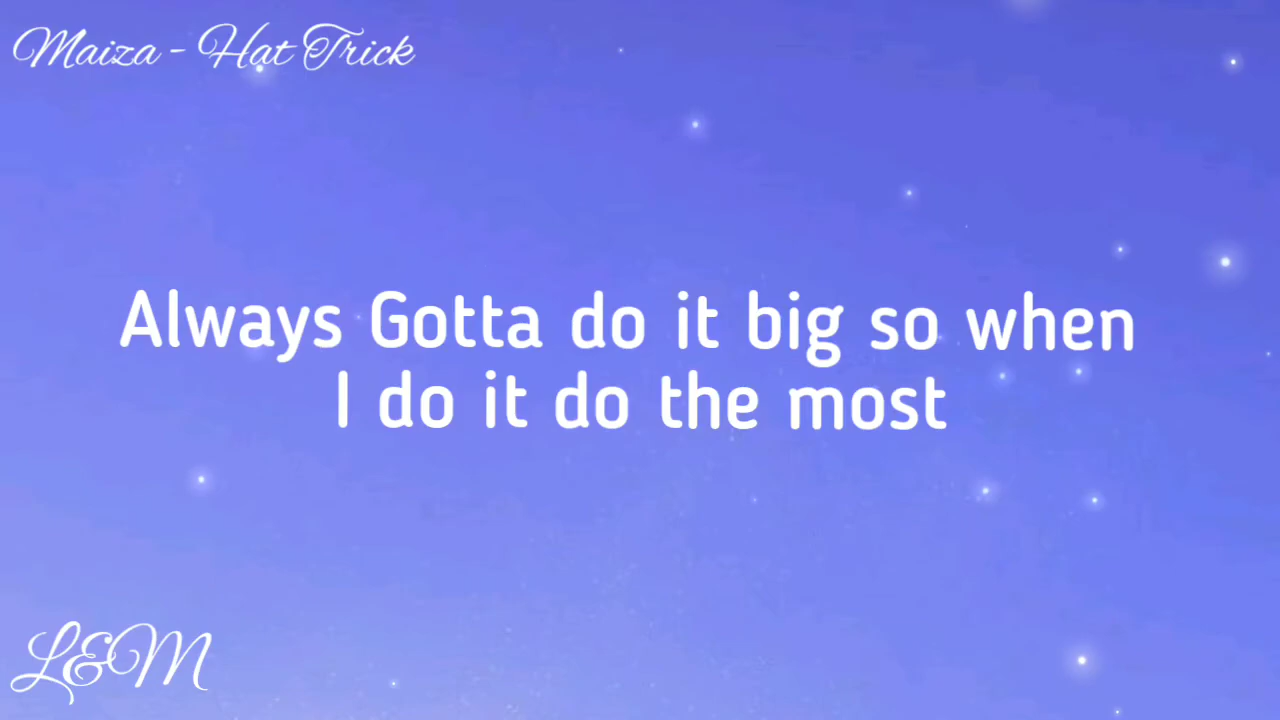 Maiza - Hat Trick
Always Gotta do it big so when
I do it do the most
L&M